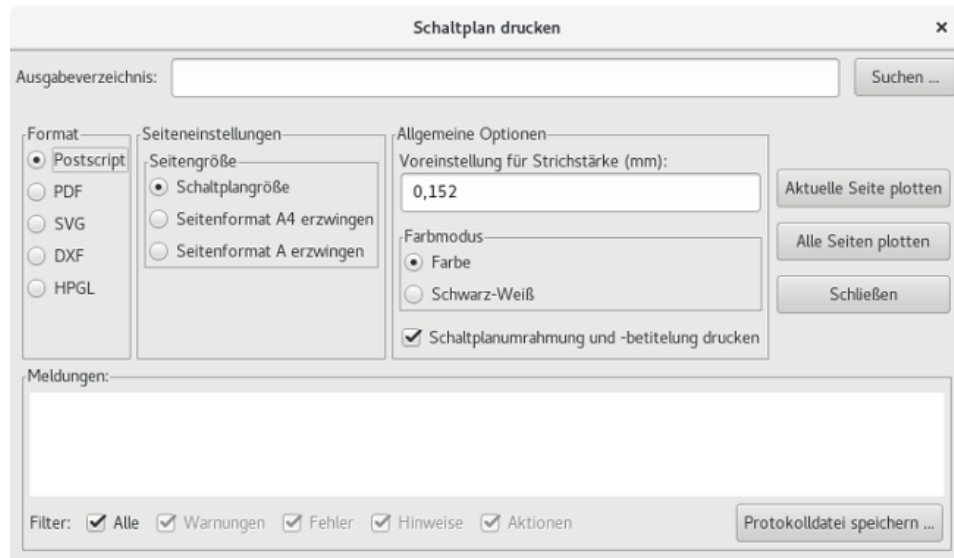 Schaltplan drucken
Ausgabeverzeichnis:
Suchen ...
Format
Postscript
PDF
SVG
DXF
HPGL
Seiteneinstellungen
Seitengröße
Schaltplangröße
Seitenformat A4 erzwingen
Seitenformat A erzwingen
Allgemeine Optionen
Voreinstellung für Strichstärke (mm):
0,152
Farbmodus
Farbe
Schwarz-Weiß
Schaltplanumrahmung und -betitelung drucken
Aktuelle Seite plotten
Alle Seiten plotten
Schließen
Meldungen:
Filter: Alle Warnungen Fehler Hinweise Aktionen
Protokolldatei speichern ...